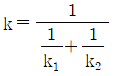 k = 1 / (1/k₁ + 1/k₂)